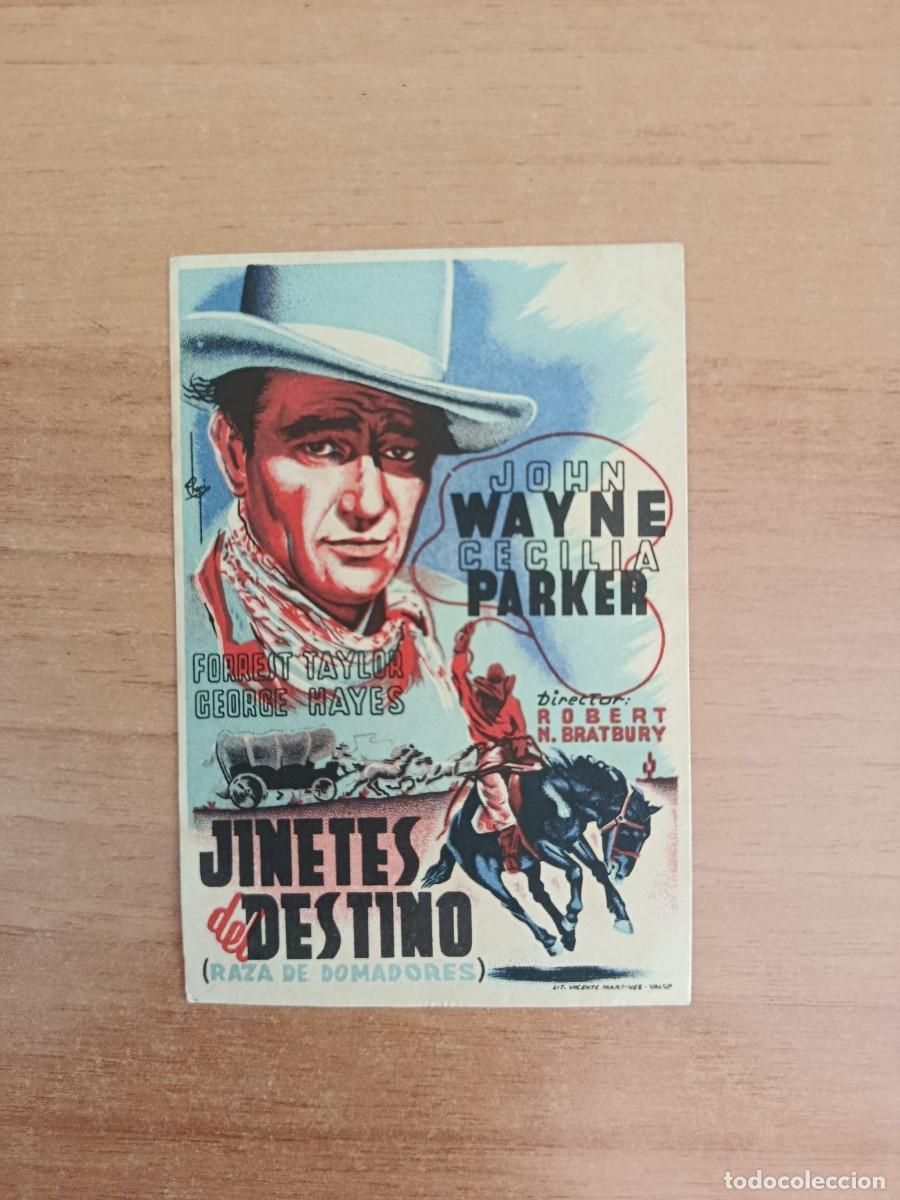 JOHN
WAYNE
CECILIA
PARKER
FORREST TAYLOR
GEORGE HAYES
Director:
ROBERT
N. BRATBURY
JINETES
del DESTINO
(RAZA DE DOMADORES)
LIT. VICENTE MARTINEZ - VALCIA
todocoleccion